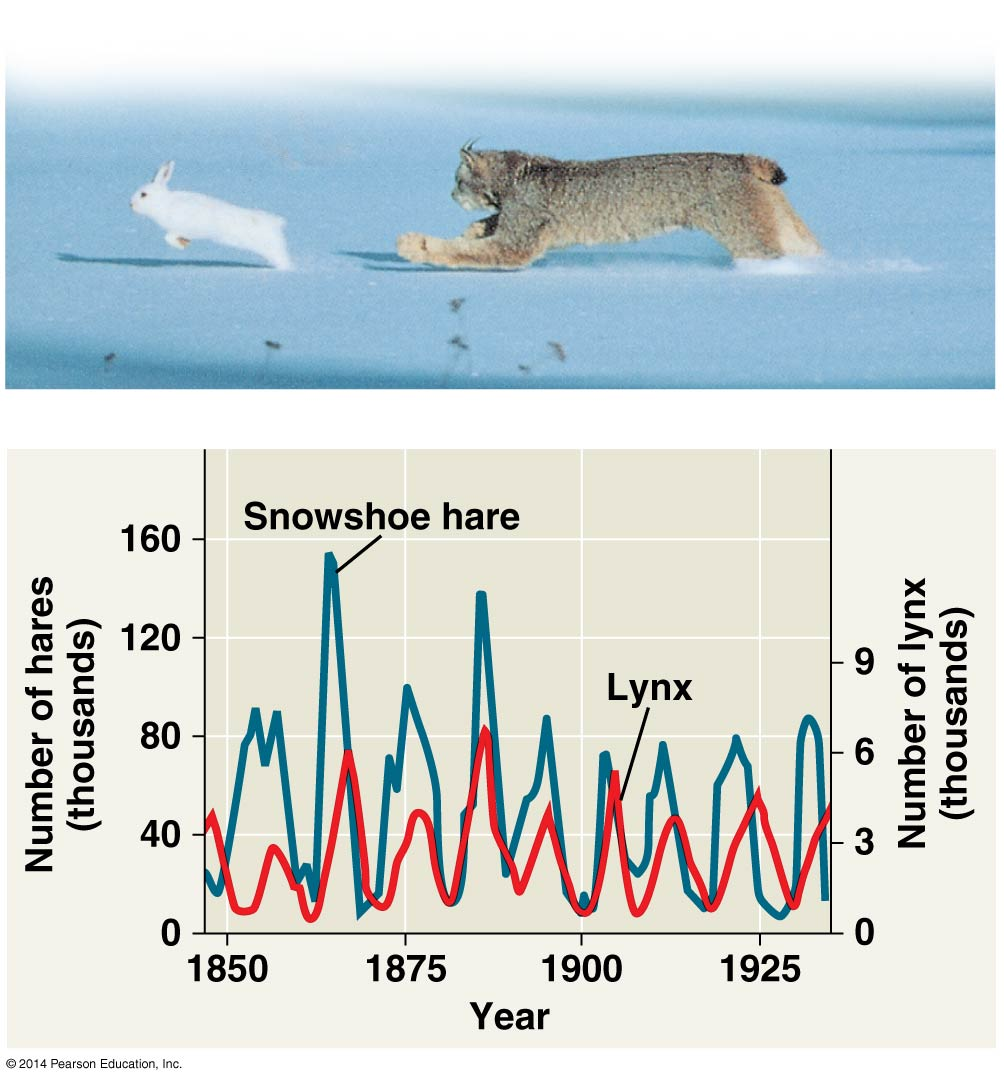 Snowshoe hare
160
120
80
40
0
Number of hares
(thousands)
Lynx
9
6
3
0
Number of lynx
(thousands)
1850 1875 1900 1925
Year
© 2014 Pearson Education, Inc.